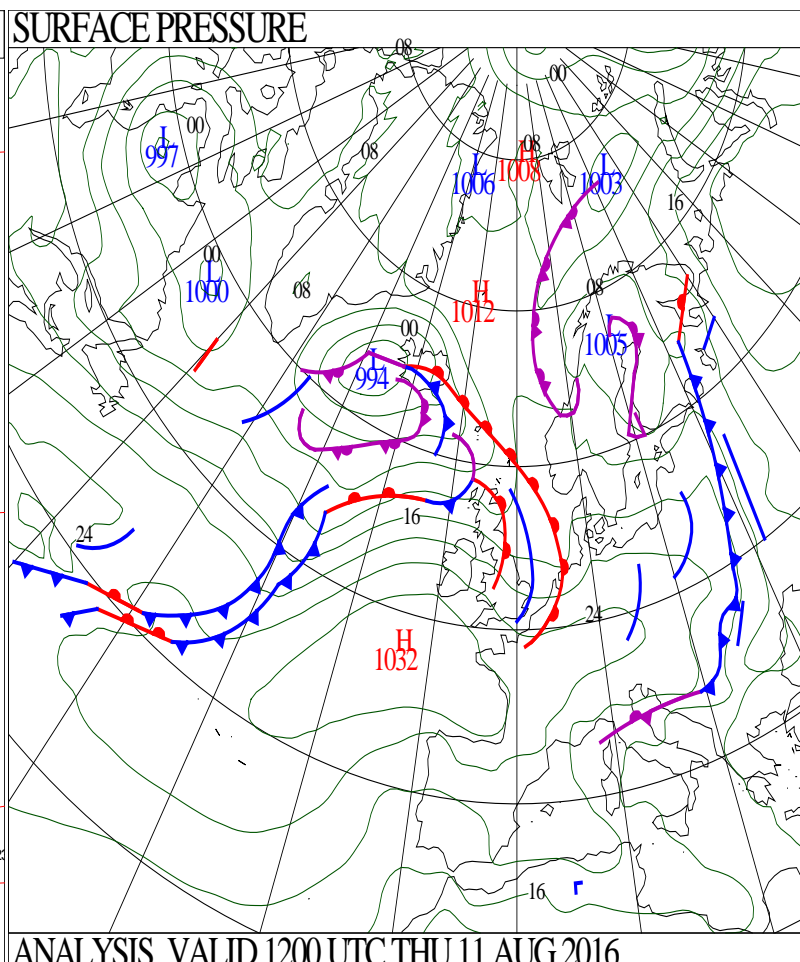 SURFACE PRESSURE
08
00
00
L
997
08
08
H
1008
L
1006
L
1003
16
00
L
1000
08
H
1012
08
00
L
1005
L
994
16
24
24
H
1032
16
ANALYSIS VALID 1200 UTC THU 11 AUG 2016